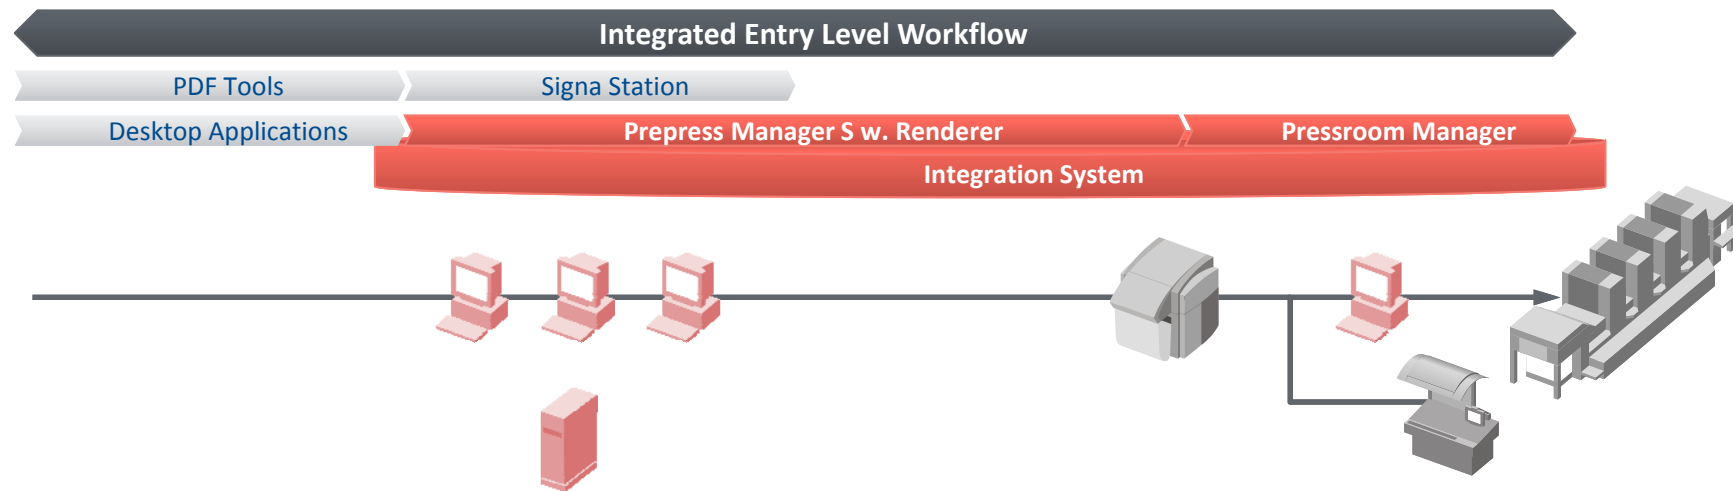 Integrated Entry Level Workflow
PDF Tools
Signa Station
Desktop Applications
Prepress Manager S w. Renderer
Pressroom Manager
Integration System